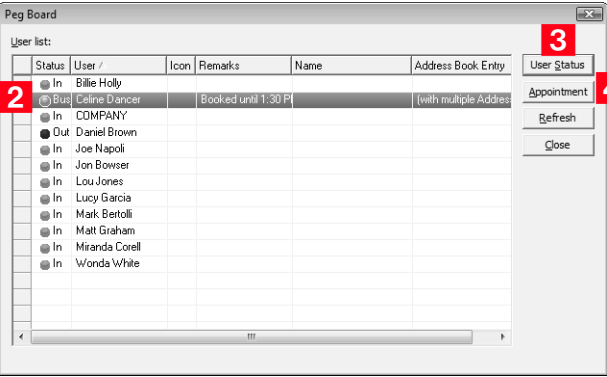 Peg Board
User list:
3
Status User / Icon Remarks Name Address Book Entry User Status
In Billie Holly
2 Bus Celine Dancer Booked until 1:30 P (with multiple Addres Appointment 4
In COMPANY Refresh
Out Daniel Brown
In Joe Napoli Close
In Jon Bowser
In Lou Jones
In Lucy Garcia
In Mark Bertolli
In Matt Graham
In Miranda Corell
In Wonda White